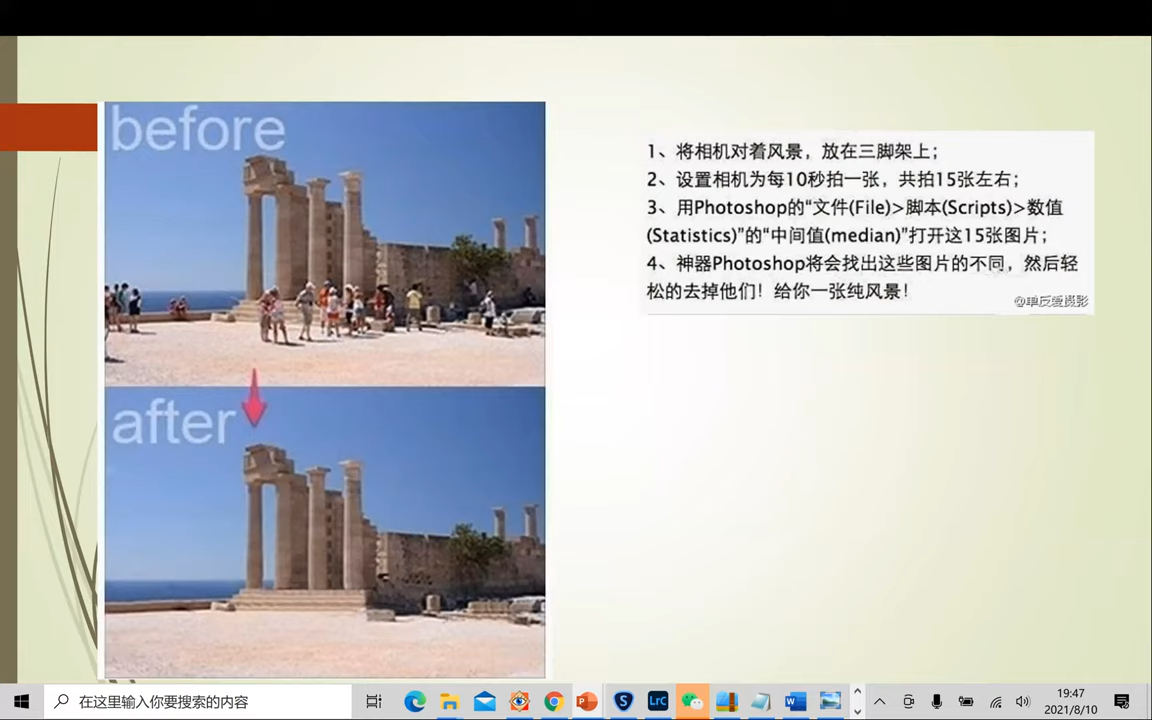 before
after
1、将相机对着风景，放在三脚架上；
2、设置相机为每10秒拍一张，共拍15张左右；
3、用Photoshop的“文件(File)>脚本(Scripts)>数值
(Statistics)”的“中间值(median)”打开这15张图片；
4、神器Photoshop将会找出这些图片的不同，然后轻
松的去掉他们！给你一张纯风景！
@单反爱摄影
在这里输入你要搜索的内容
LrC
19:47
2021/8/10